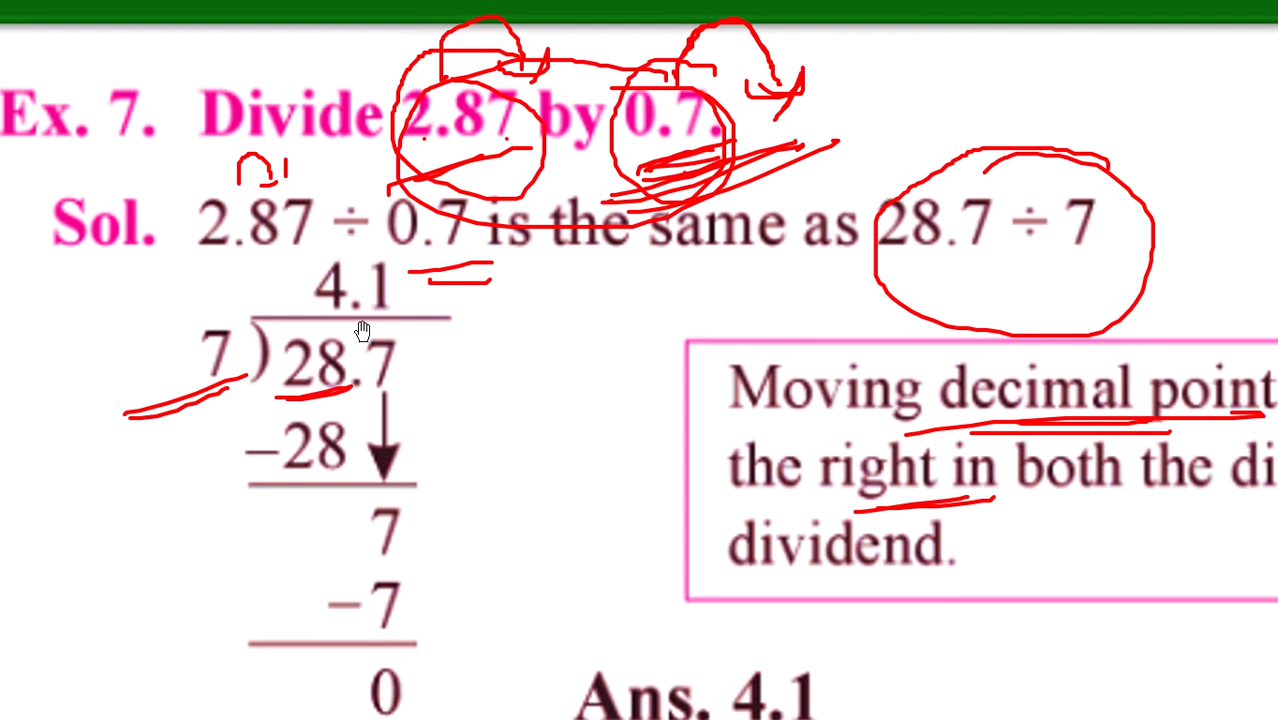 Ex. 7. Divide 2.87 by 0.7.
Sol. 2.87 ÷ 0.7 is the same as 28.7 ÷ 7
4.1
7 ) 28.7
−28
7
−7
0
Moving decimal point
the right in both the di
dividend.
Ans. 4.1